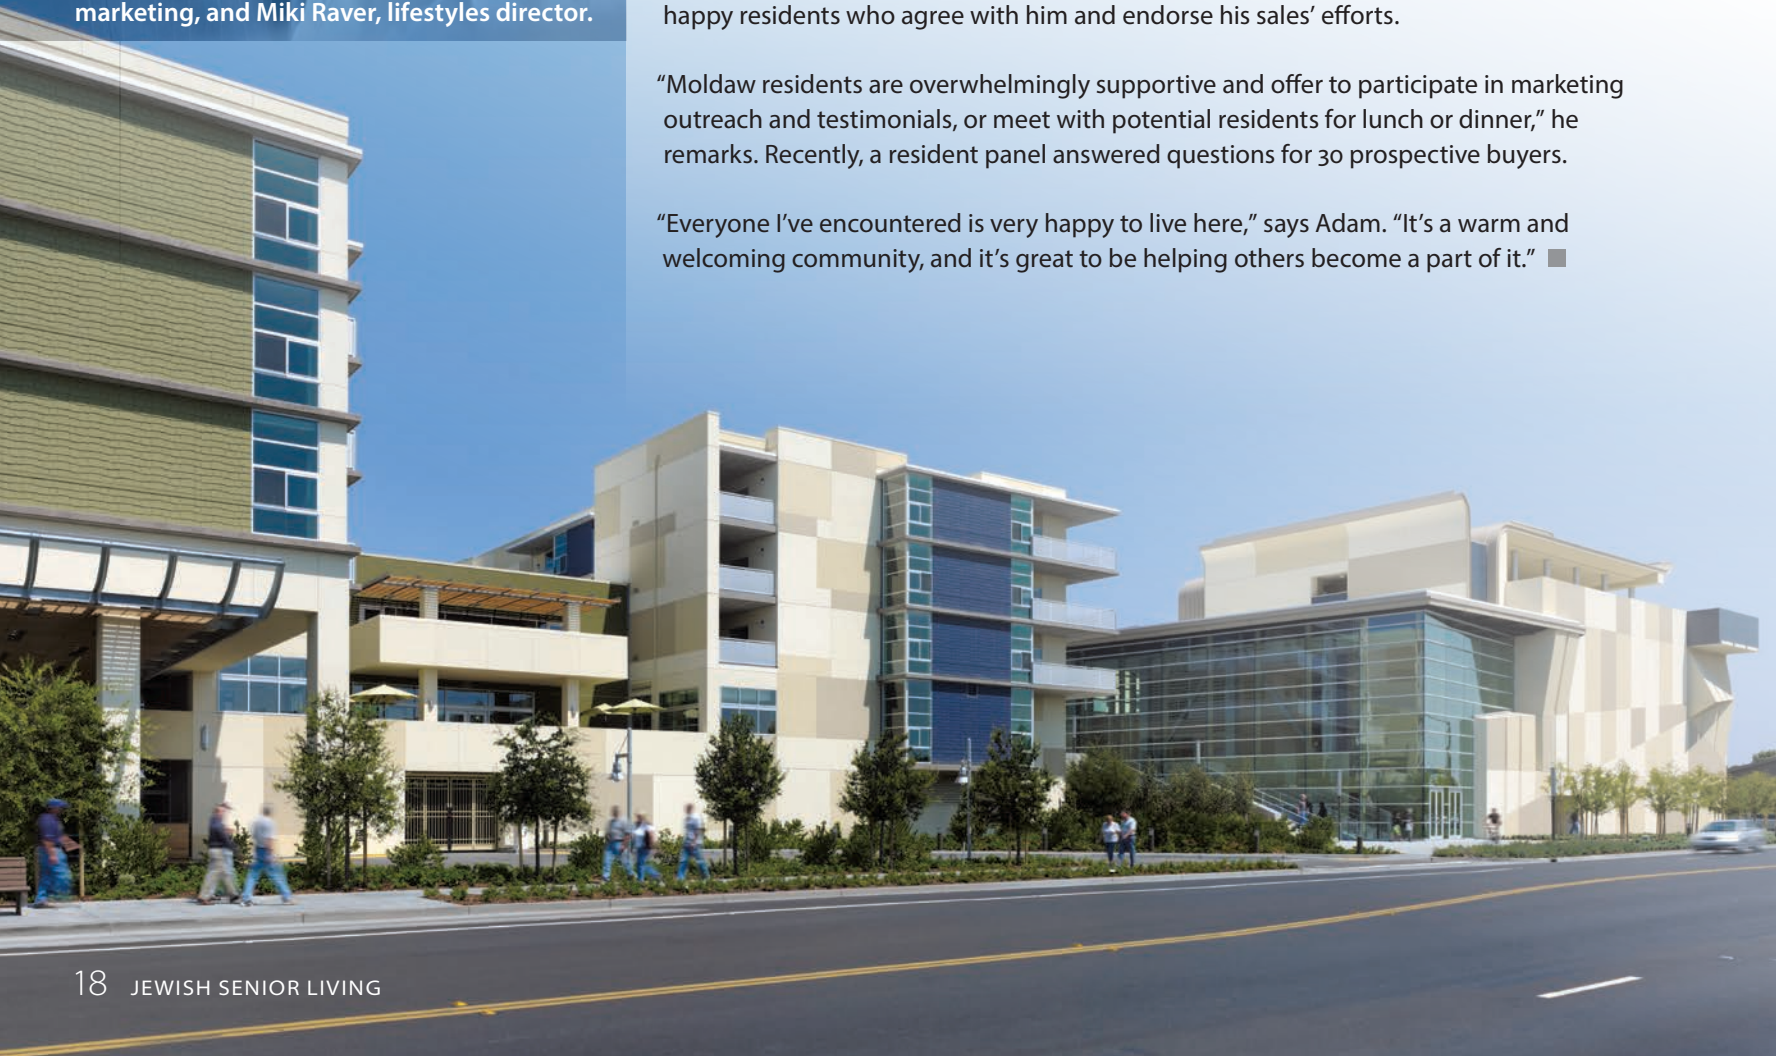 marketing, and Miki Raver, lifestyles director.
happy residents who agree with him and endorse his sales’ efforts.
“Moldaw residents are overwhelmingly supportive and offer to participate in marketing
outreach and testimonials, or meet with potential residents for lunch or dinner,” he
remarks. Recently, a resident panel answered questions for 30 prospective buyers.
“Everyone I’ve encountered is very happy to live here,” says Adam. “It’s a warm and
welcoming community, and it’s great to be helping others become a part of it.”
18 JEWISH SENIOR LIVING